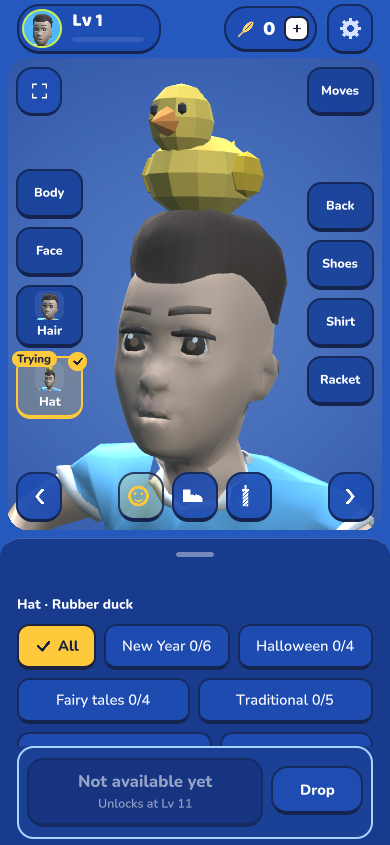 Lv 1
0
+
Moves
Body
Back
Face
Shoes
Hair
Shirt
Trying
Hat
Racket
Hat · Rubber duck
All
New Year 0/6
Halloween 0/4
Fairy tales 0/4
Traditional 0/5
Not available yet
Unlocks at Lv 11
Drop